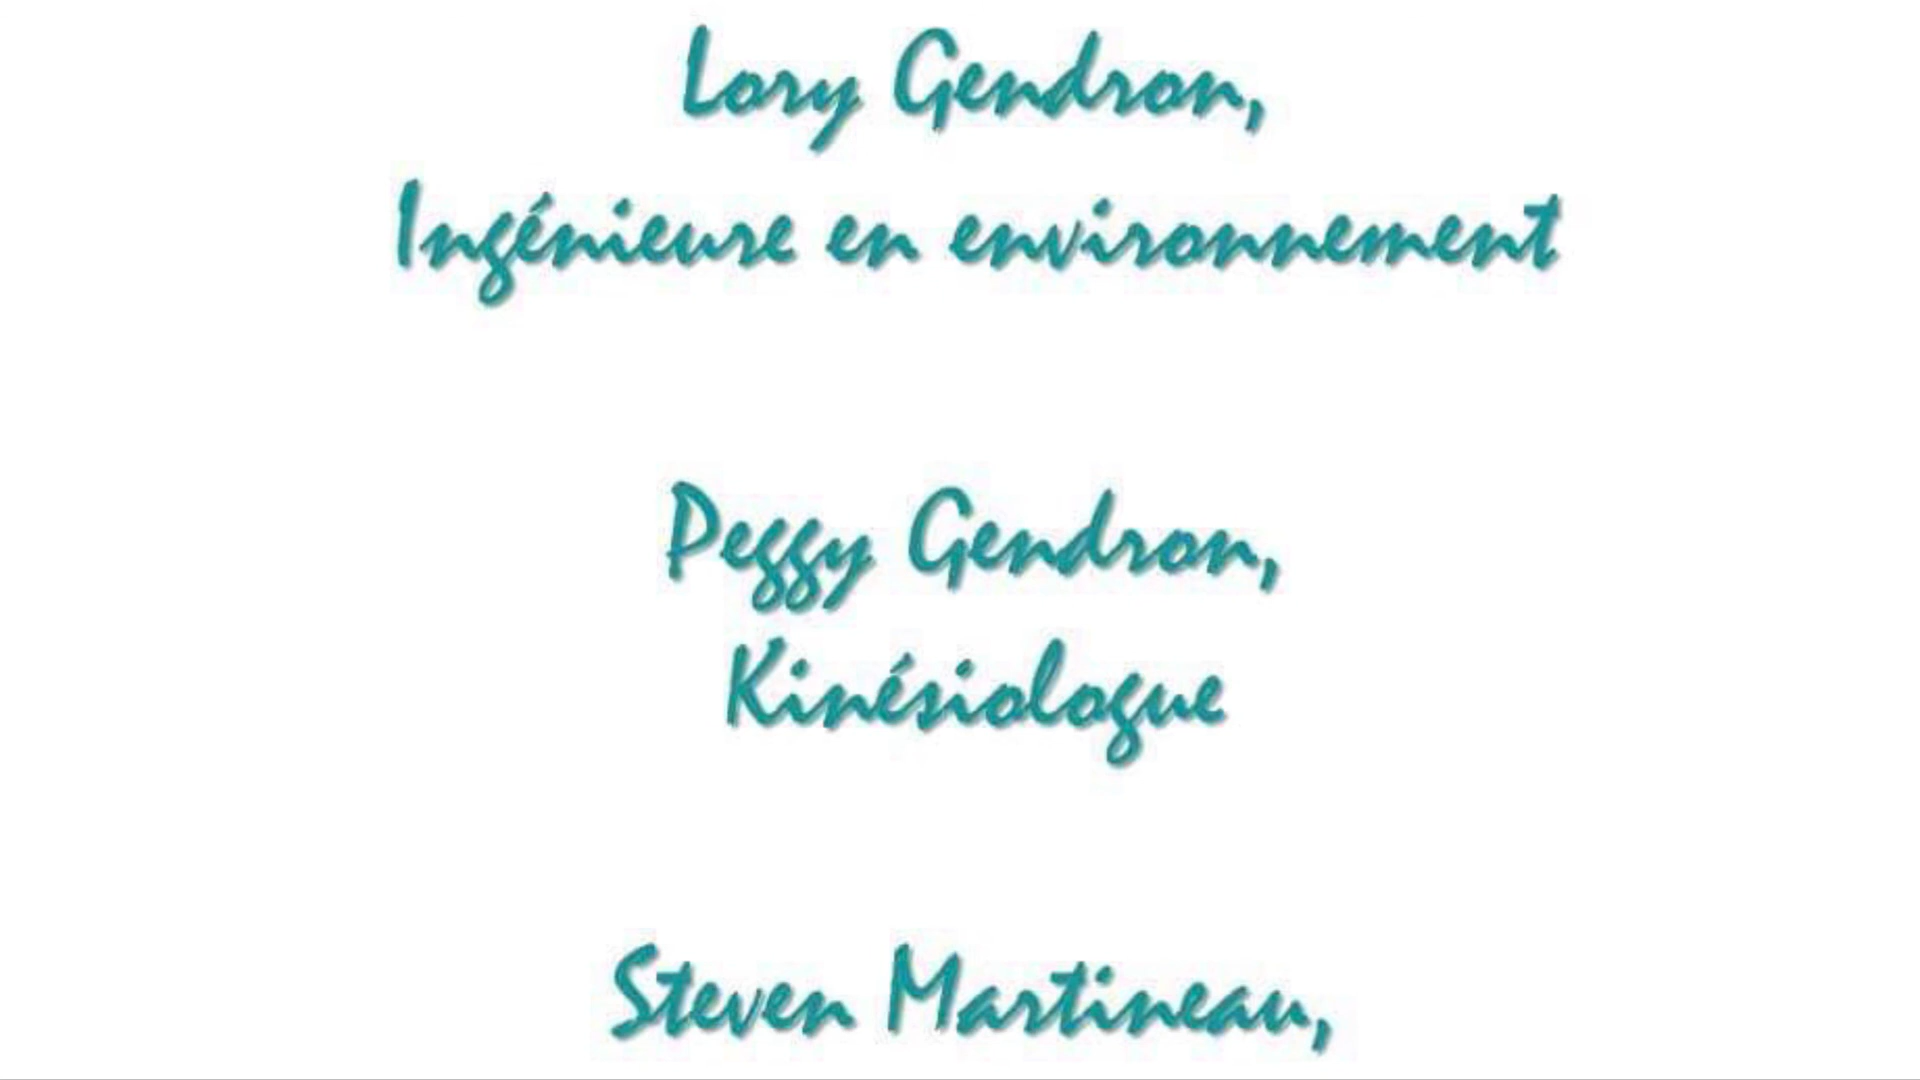 Lory Gendron,
Ingénieure en environnement
Peggy Gendron,
Kinésiologue
Steven Martineau,